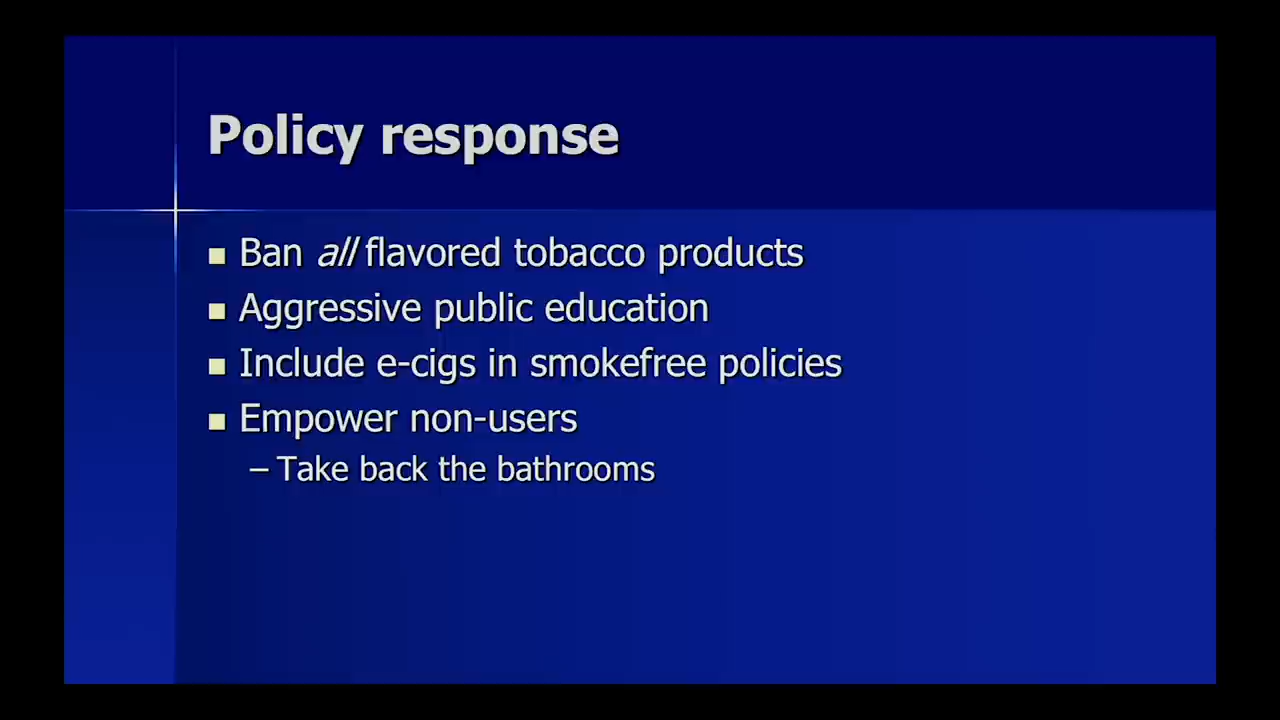 Policy response
Ban all flavored tobacco products
Aggressive public education
Include e-cigs in smokefree policies
Empower non-users
– Take back the bathrooms